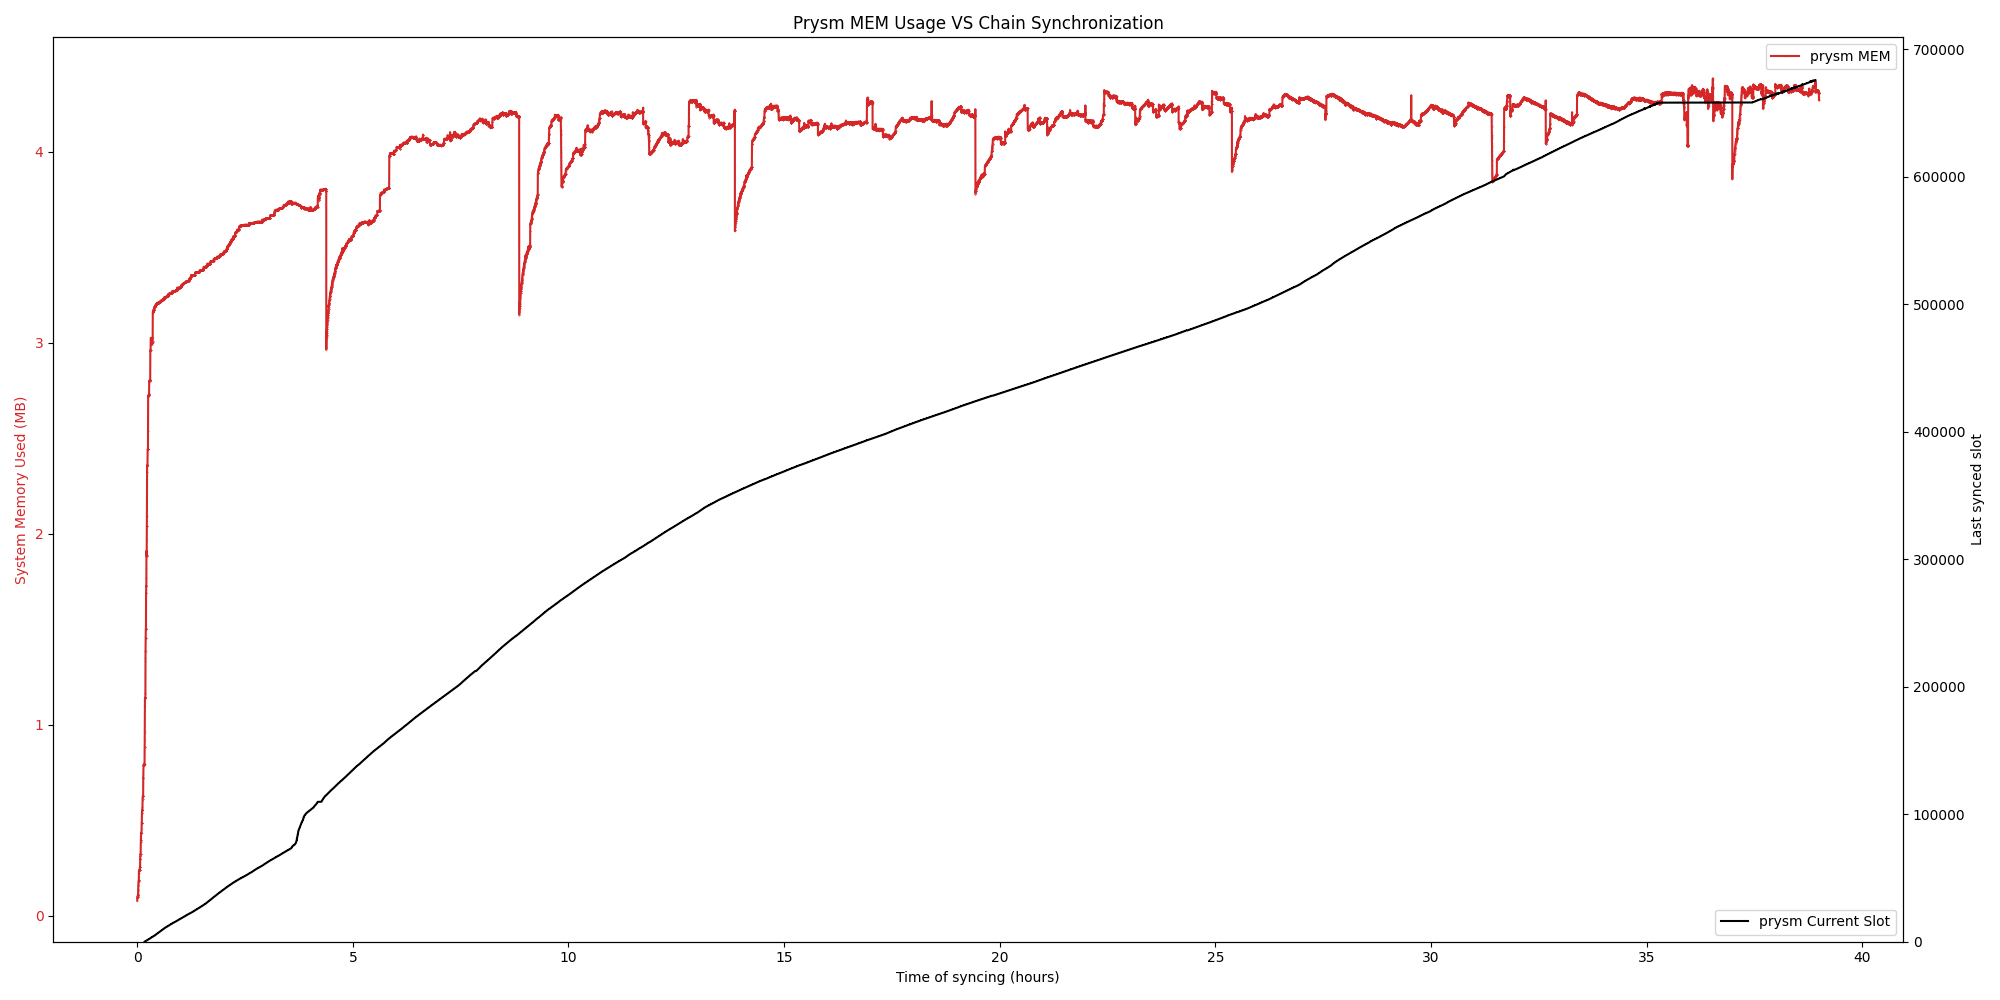 Prysm MEM Usage VS Chain Synchronization
prysm MEM
700000
600000
500000
400000
300000
200000
100000
0
Last synced slot
4
3
2
1
0
System Memory Used (MB)
prysm Current Slot
0 5 10 15 20 25 30 35 40
Time of syncing (hours)